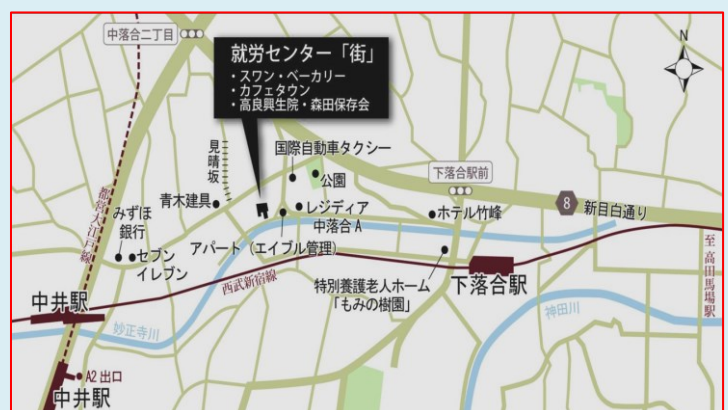 中落合二丁目
就労センター「街」
・スワン・ベーカリー
・カフェタウン
・高良興生院・森田保存会
N
見晴坂
国際自動車タクシー
公園
下落合駅前
青木建具
レジディア
中落合A
ホテル竹峰
8
新目白通り
都営大江戸線
みずほ
銀行
セブン
イレブン
アパート（エイブル管理）
西武新宿線
特別養護老人ホーム
「もみの樹園」
下落合駅
至高田馬場駅
中井駅
妙正寺川
神田川
A2 出口
中井駅